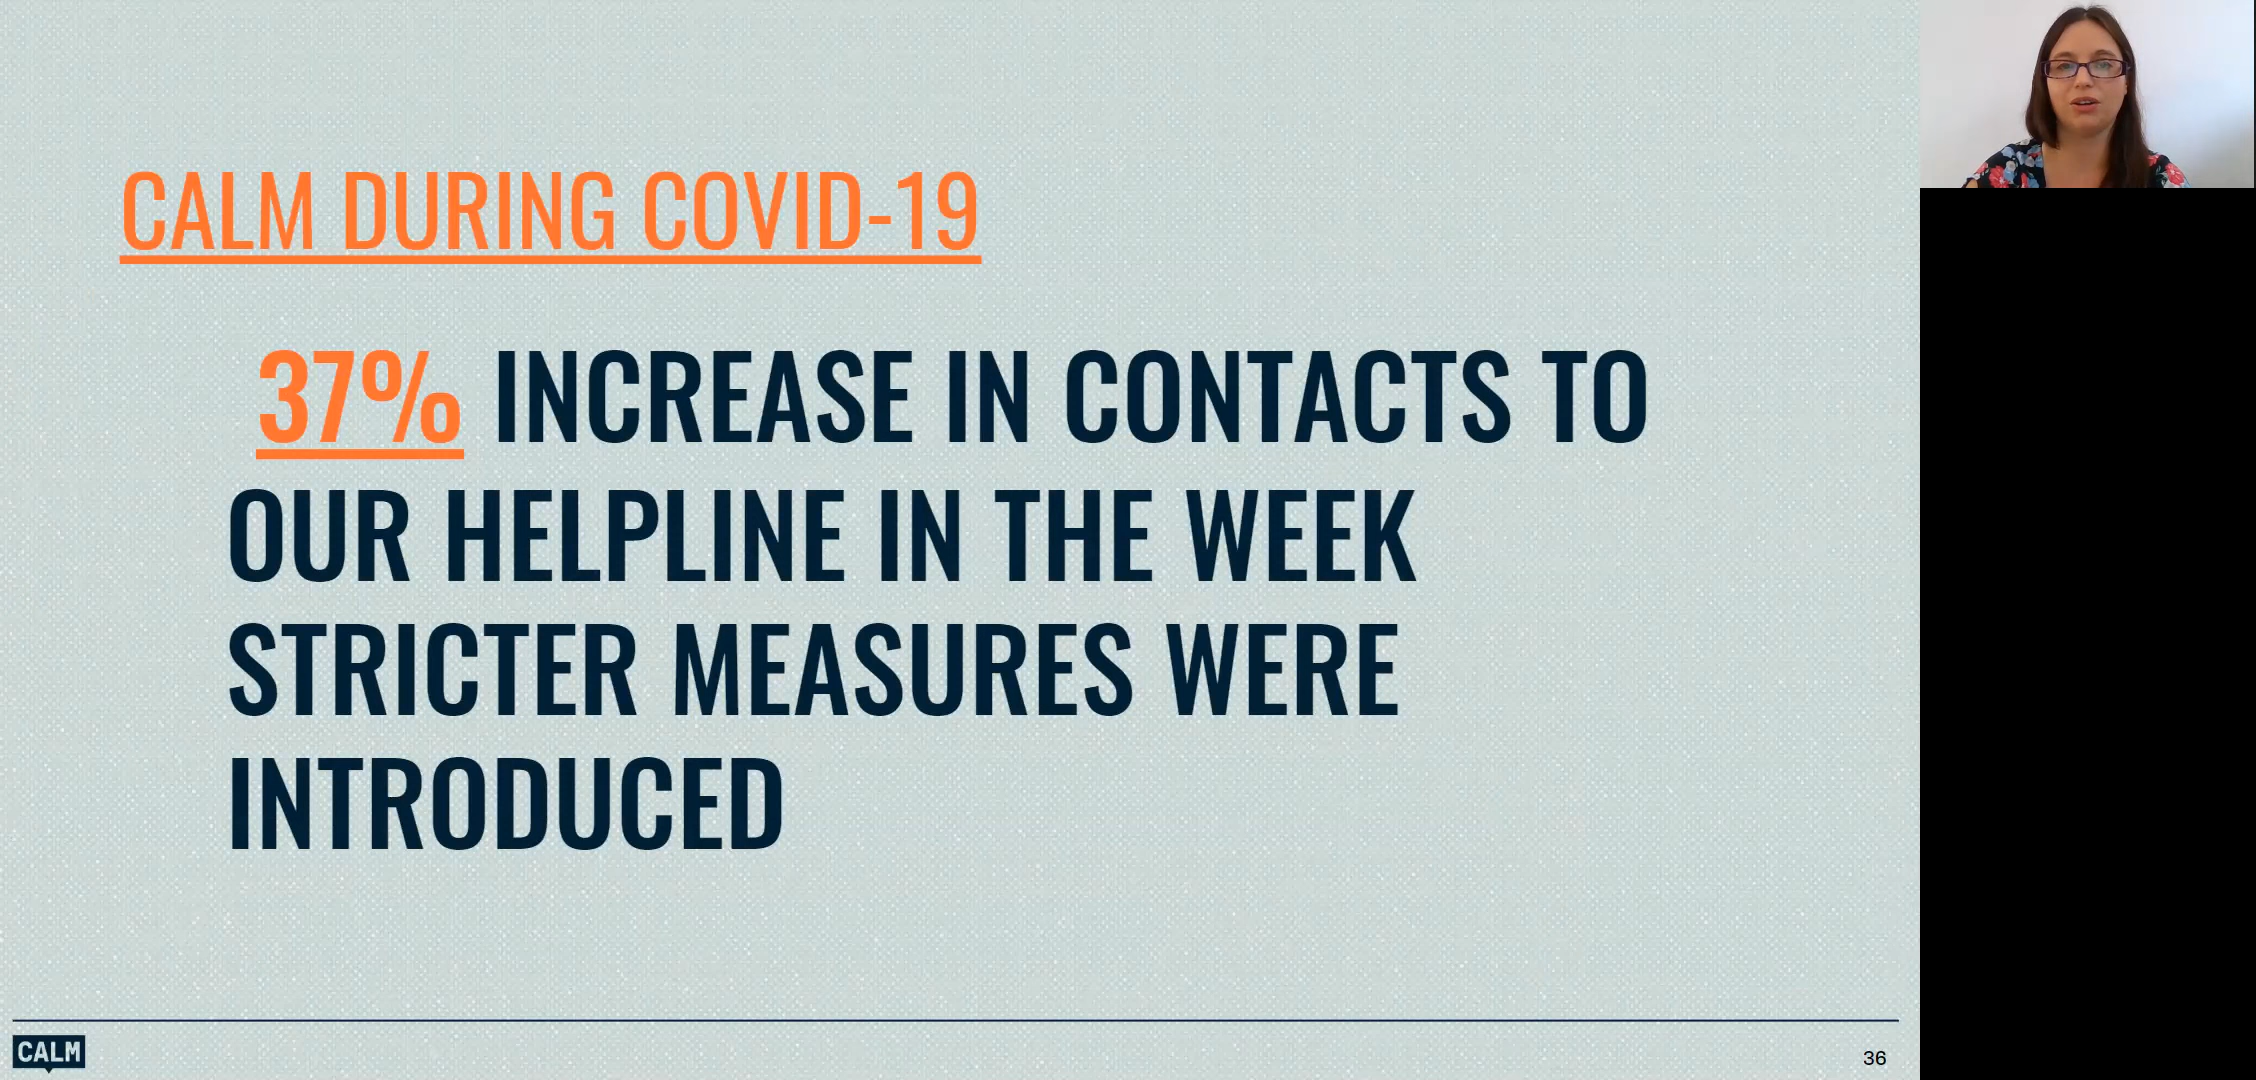 CALM DURING COVID-19
37% INCREASE IN CONTACTS TO
OUR HELPLINE IN THE WEEK
STRICTER MEASURES WERE
INTRODUCED
CALM
36